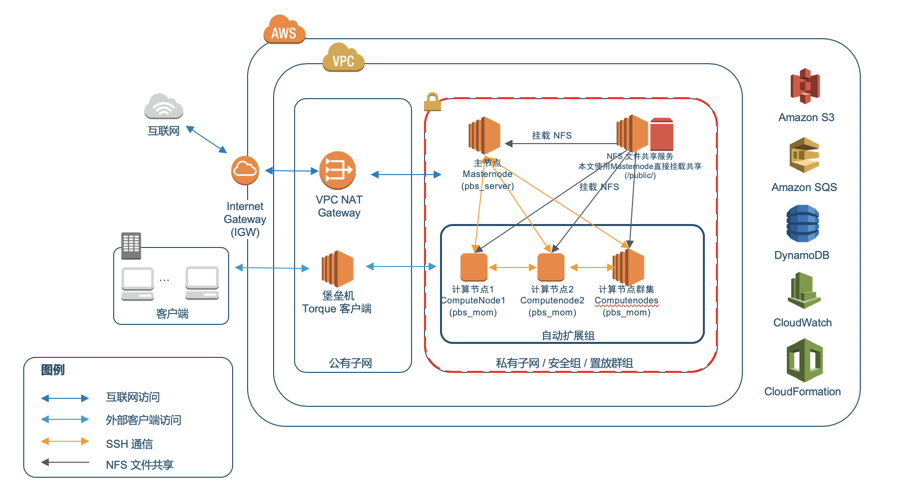 AWS
VPC
互联网
Internet
Gateway
(IGW)
VPC NAT
Gateway
堡垒机
Torque 客户端
公有子网
...
客户端
挂载 NFS
主节点
Masternode
(pbs_server)
NFS 文件共享服务
本文使用Masternode直接挂载共享
(/public/)
挂载 NFS
计算节点1
ComputeNode1
(pbs_mom)
计算节点2
Computenode2
(pbs_mom)
计算节点群集
Computenodes
(pbs_mom)
自动扩展组
私有子网 / 安全组 / 置放群组
Amazon S3
Amazon SQS
DynamoDB
CloudWatch
CloudFormation
图例
互联网访问
外部客户端访问
SSH 通信
NFS 文件共享